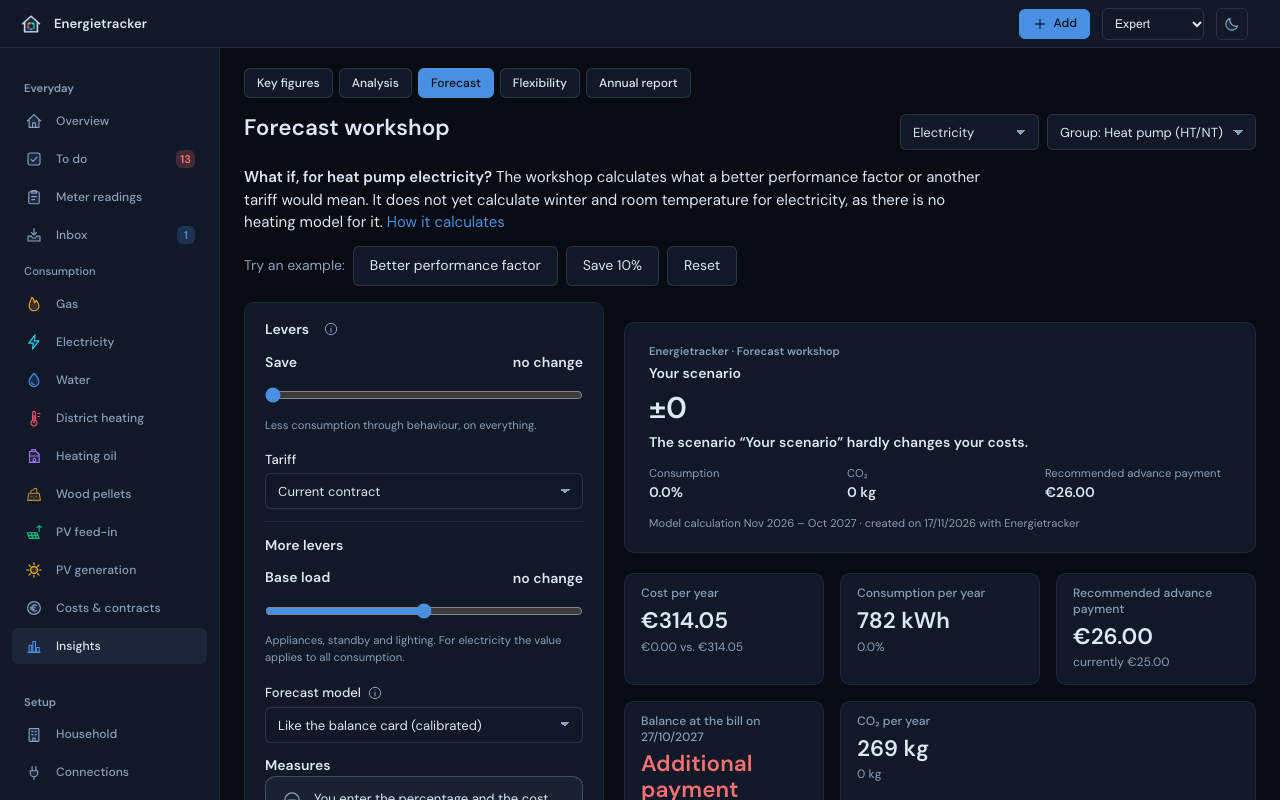 Energietracker
Add
Expert
Everyday
Overview
To do
13
Meter readings
Inbox
1
Consumption
Gas
Electricity
Water
District heating
Heating oil
Wood pellets
PV feed-in
PV generation
Costs & contracts
Insights
Setup
Household
Connections
Key figures
Analysis
Forecast
Flexibility
Annual report
Forecast workshop
Electricity
Group: Heat pump (HT/NT)
What if, for heat pump electricity? The workshop calculates what a better performance factor or another
tariff would mean. It does not yet calculate winter and room temperature for electricity, as there is no
heating model for it. How it calculates
Try an example:
Better performance factor
Save 10%
Reset
Levers
Save
no change
Less consumption through behaviour, on everything.
Tariff
Current contract
More levers
Base load
no change
Appliances, standby and lighting. For electricity the value
applies to all consumption.
Forecast model
Like the balance card (calibrated)
Measures
You enter the percentage and the cost
Energietracker · Forecast workshop
Your scenario
±0
The scenario “Your scenario” hardly changes your costs.
Consumption
0.0%
CO₂
0 kg
Recommended advance payment
€26.00
Model calculation Nov 2026 – Oct 2027 · created on 17/11/2026 with Energietracker
Cost per year
€314.05
€0.00 vs. €314.05
Consumption per year
782 kWh
0.0%
Recommended advance
payment
€26.00
currently €25.00
Balance at the bill on
27/10/2027
Additional
payment
CO₂ per year
269 kg
0 kg